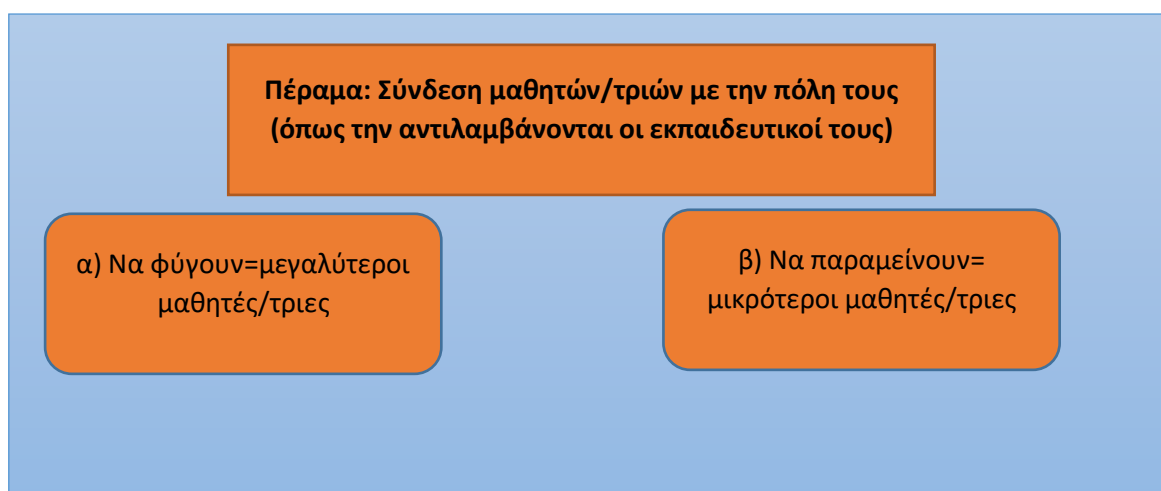 Πέραμα: Σύνδεση μαθητών/τριών με την πόλη τους
(όπως την αντιλαμβάνονται οι εκπαιδευτικοί τους)
α) Να φύγουν=μεγαλύτεροι
μαθητές/τριες
β) Να παραμείνουν=
μικρότεροι μαθητές/τριες